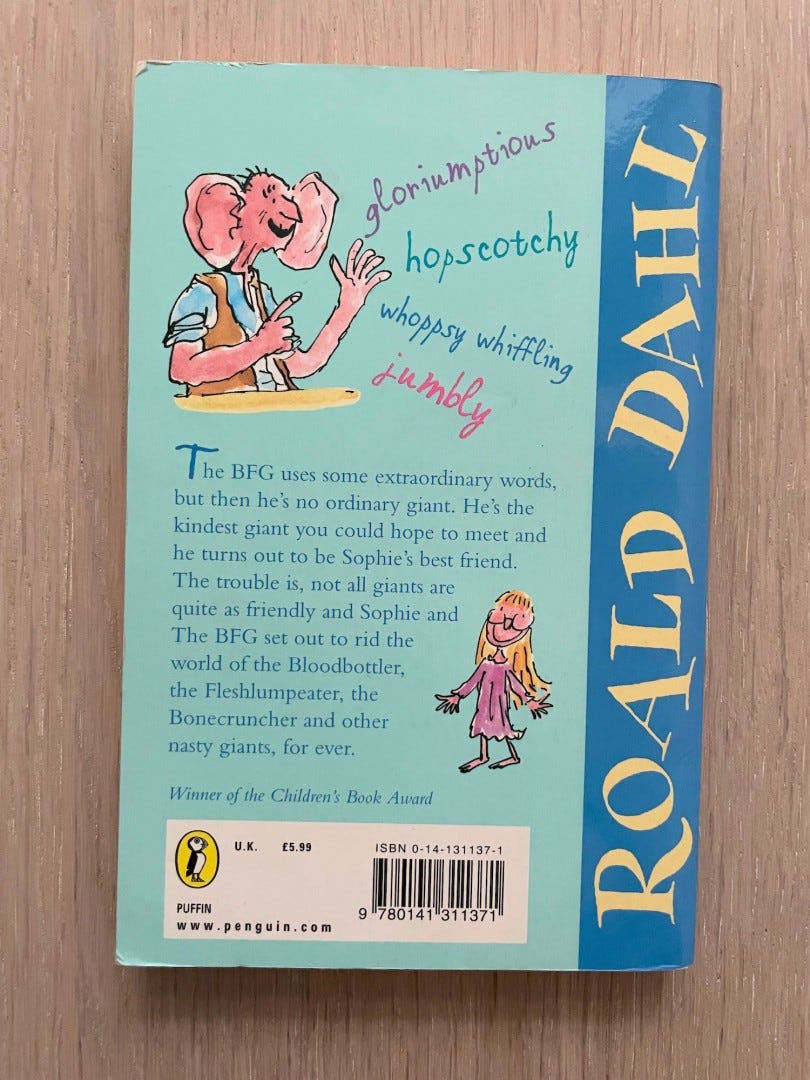 gloriumptious
hopscotchy
whoppsy whiffling
jumbly
The BFG uses some extraordinary words,
but then he's no ordinary giant. He's the
kindest giant you could hope to meet and
he turns out to be Sophie's best friend.
The trouble is, not all giants are
quite as friendly and Sophie and
The BFG set out to rid the
world of the Bloodbottler,
the Fleshlumpeater, the
Bonecruncher and other
nasty giants, for ever.
Winner of the Children's Book Award
U.K. £5.99
ISBN 0-14-131137-1
9 780141 311371
PUFFIN
www.penguin.com
ROALD DAHL